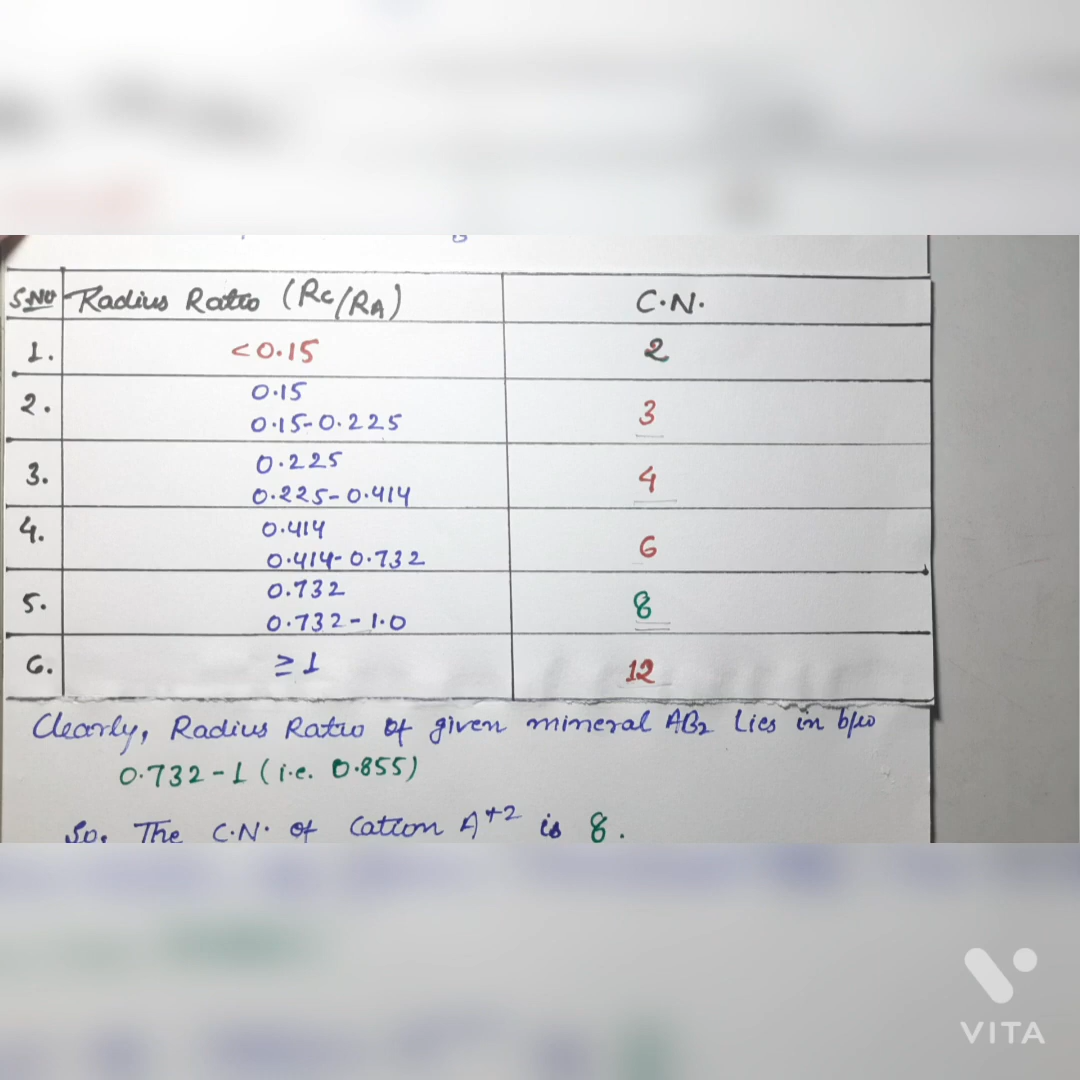 S.No Radius Ratio (Rc/RA) C.N.
1. <0.15 2
2. 0.15
0.15-0.225 3
3. 0.225
0.225-0.414 4
4. 0.414
0.414-0.732 6
5. 0.732
0.732-1.0 8
6. ≥1 12
Clearly, Radius Ratio of given mineral AB2 Lies in b/w
0.732-1 (i.e. 0.855)
So, The C.N. of Cation A+2 is 8.
VITA